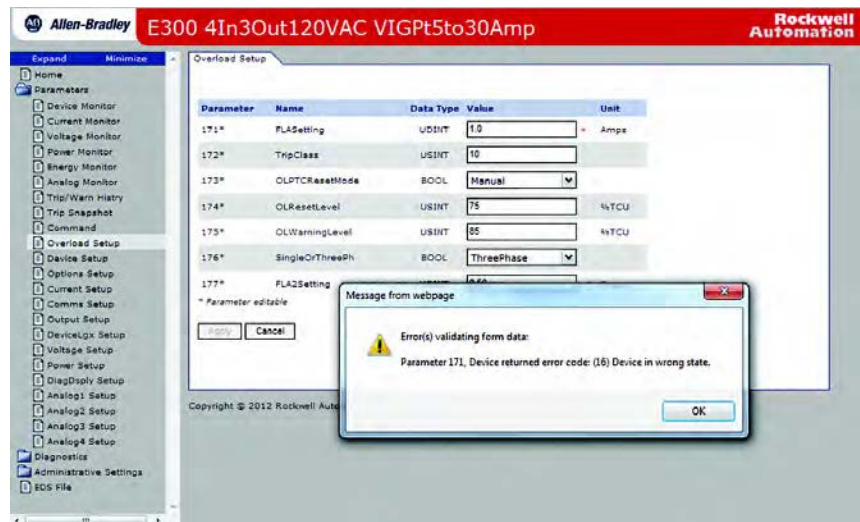 Allen-Bradley
E300 4In3Out120VAC VIGPt5to30Amp
Rockwell
Automation
Expand Minimize
Home
Parameters
Device Monitor
Current Monitor
Voltage Monitor
Power Monitor
Energy Monitor
Analog Monitor
Trip/Warn Histry
Trip Snapshot
Command
Overload Setup
Device Setup
Options Setup
Current Setup
Comms Setup
Output Setup
DeviceLgx Setup
Voltage Setup
Power Setup
DiagDsply Setup
Analog1 Setup
Analog2 Setup
Analog3 Setup
Analog4 Setup
Diagnostics
Administrative Settings
EDS File
Overload Setup
Parameter Name Data Type Value Unit
171* FLASetting UDINT 1.0 * Amps
172* TripClass USINT 10
173* OLPTCResetMode BOOL Manual
174* OLResetLevel USINT 75 %TCU
175* OLWarningLevel USINT 85 %TCU
176* SingleOrThreePh BOOL ThreePhase
177* FLA2Setting
* Parameter editable
Apply Cancel
Copyright © 2012 Rockwell Auto
Message from webpage
Error(s) validating form data:
Parameter 171, Device returned error code: (16) Device in wrong state.
OK